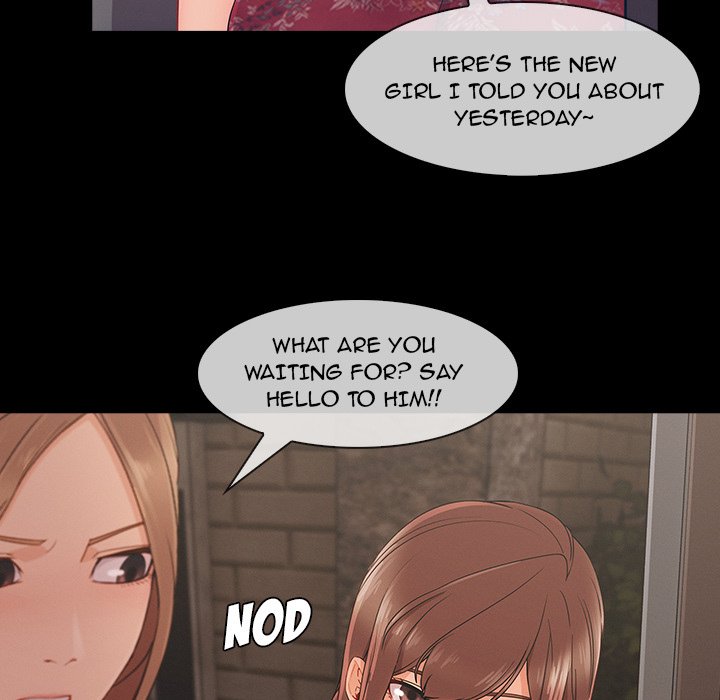 HERE'S THE NEW
GIRL I TOLD YOU ABOUT
YESTERDAY~
WHAT ARE YOU
WAITING FOR? SAY
HELLO TO HIM!!
NOD